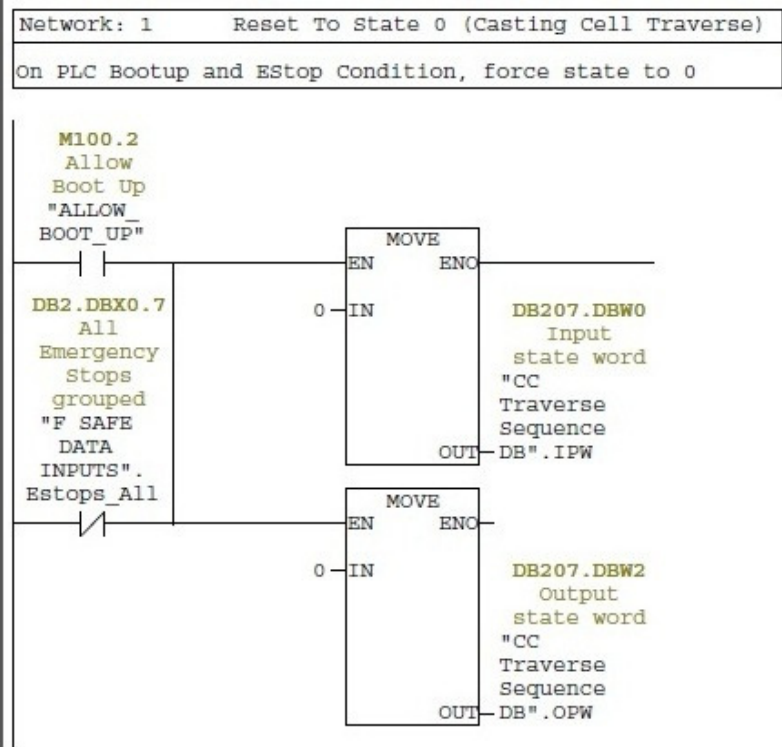 Network: 1 Reset To State 0 (Casting Cell Traverse)
On PLC Bootup and EStop Condition, force state to 0
M100.2
Allow
Boot Up
"ALLOW_
BOOT_UP"
MOVE
EN ENO
0 IN
DB207.DBW0
Input
state word
"CC
Traverse
Sequence
OUT DB".IPW
DB2.DBX0.7
All
Emergency
Stops
grouped
"F SAFE
DATA
INPUTS".
Estops_All
MOVE
EN ENO
0 IN
DB207.DBW2
Output
state word
"CC
Traverse
Sequence
OUT DB".OPW